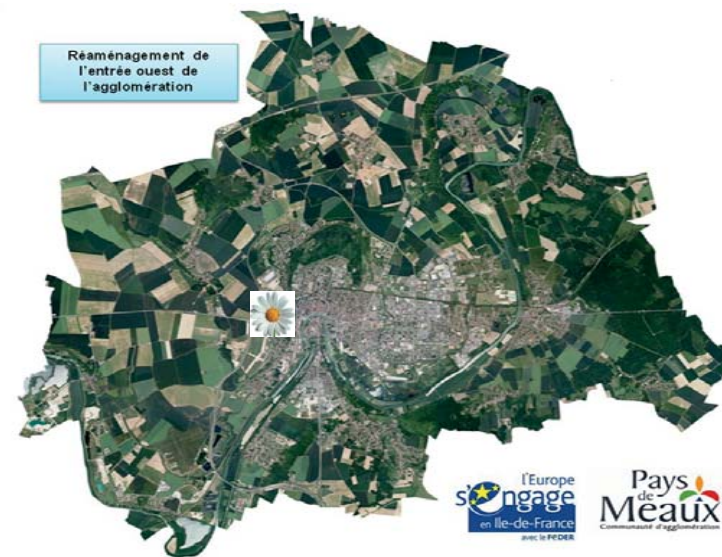 Réaménagement de
l'entrée ouest de
l'agglomération
l'Europe
s'engage
en Ile-de-France
avec le FEDER
Pays
de
Meaux
Communauté d'agglomération